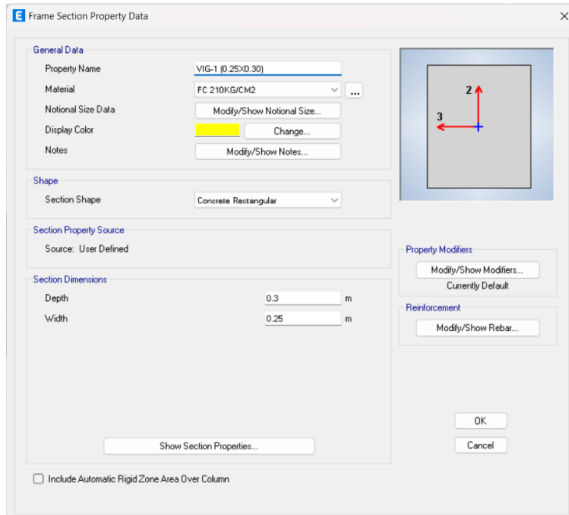 E Frame Section Property Data
General Data
Property Name VIG-1 (0.25X0.30)
Material FC 210KG/CM2 ...
Notional Size Data Modify/Show Notional Size...
Display Color Change...
Notes Modify/Show Notes...
Shape
Section Shape Concrete Rectangular
Section Property Source
Source: User Defined
Section Dimensions
Depth 0.3 m
Width 0.25 m
Show Section Properties...
Include Automatic Rigid Zone Area Over Column
2
3
Property Modifiers
Modify/Show Modifiers...
Currently Default
Reinforcement
Modify/Show Rebar...
OK
Cancel